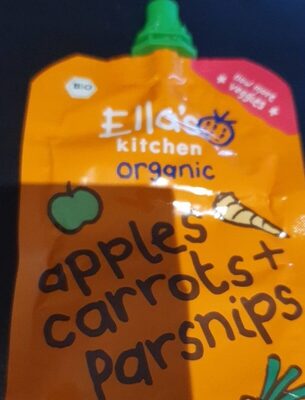 BIO
now more
veggies
Ella's
kitchen
organic
apples
carrots+
parsnips